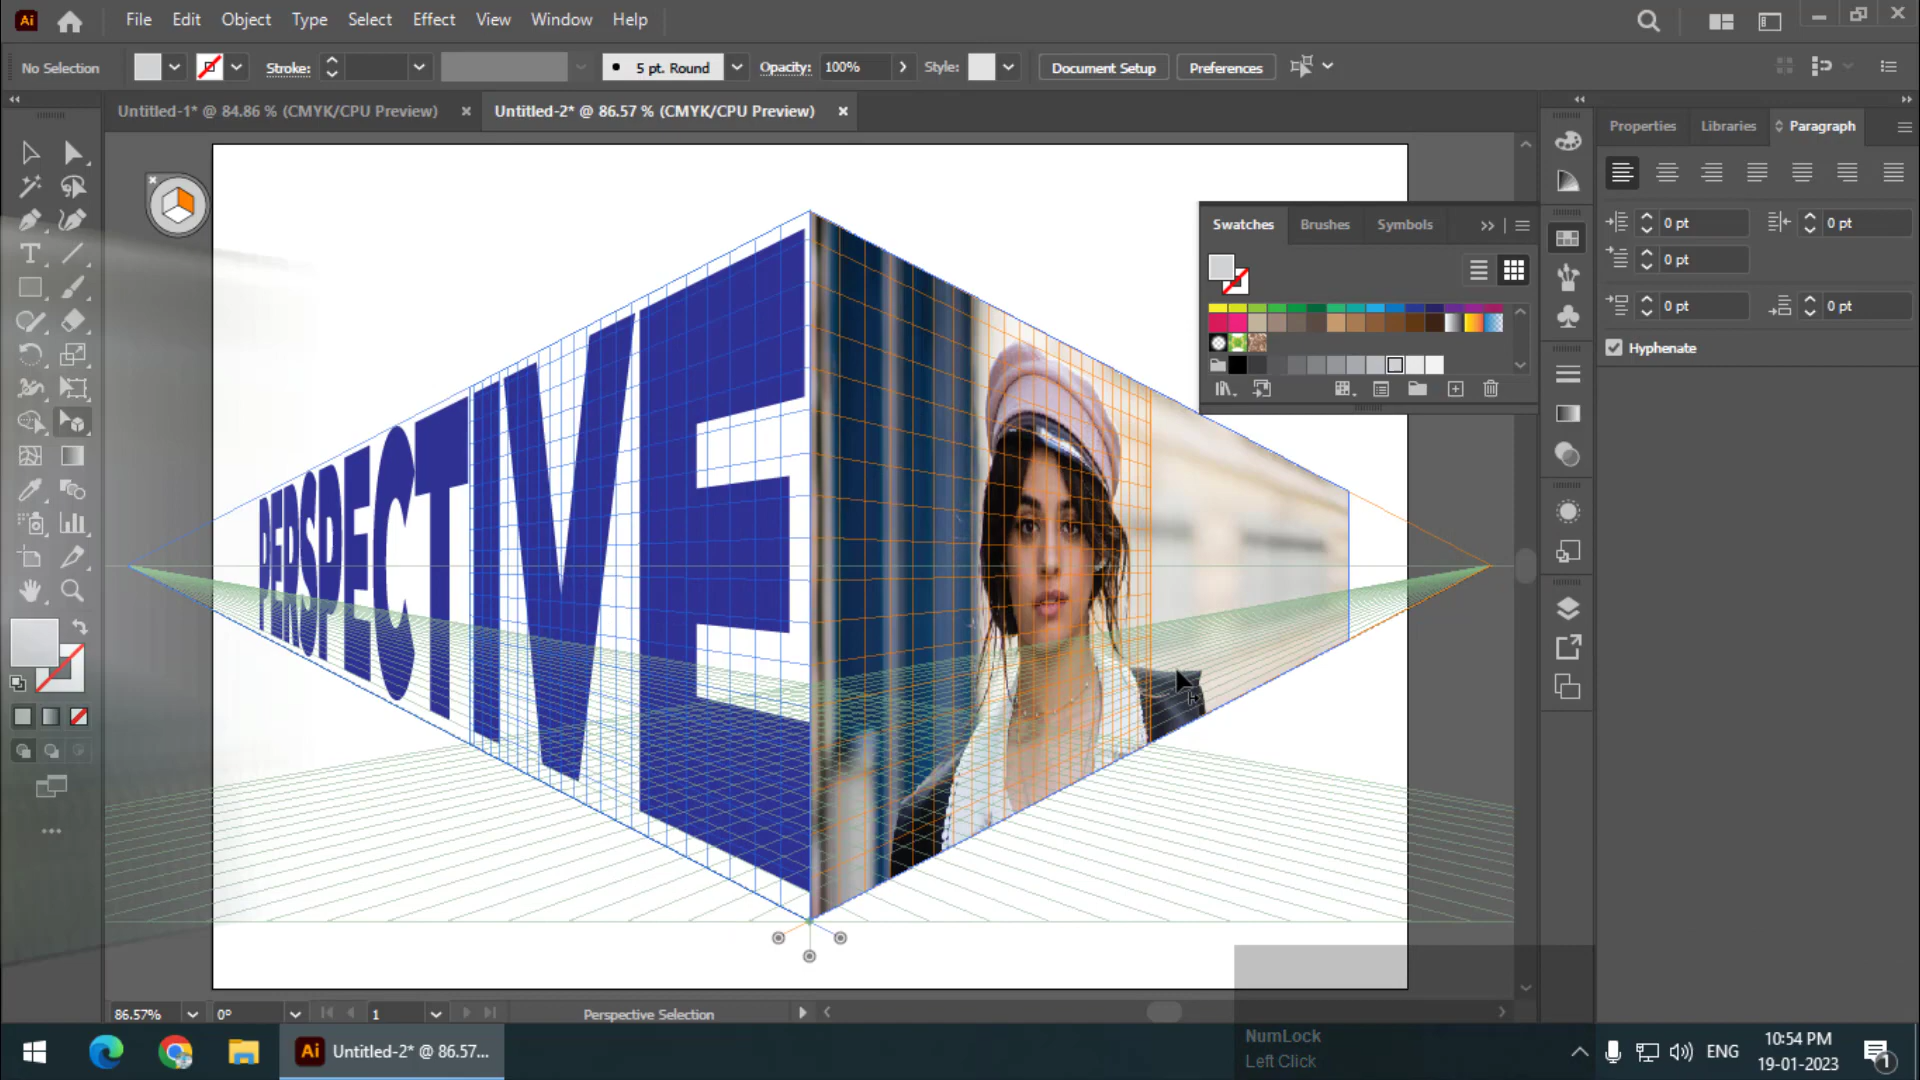 Ai File Edit Object Type Select Effect View Window Help
No Selection Stroke: 5 pt. Round Opacity: 100% Style: Document Setup Preferences
Untitled-1* @ 84.86 % (CMYK/CPU Preview) Untitled-2* @ 86.57 % (CMYK/CPU Preview)
Properties Libraries Paragraph
Swatches Brushes Symbols
0 pt 0 pt
0 pt
0 pt 0 pt
Hyphenate
PERSPECTIVE
86.57% 0° 1 Perspective Selection
NumLock
Left Click
Ai Untitled-2* @ 86.57...
ENG
10:54 PM
19-01-2023
1